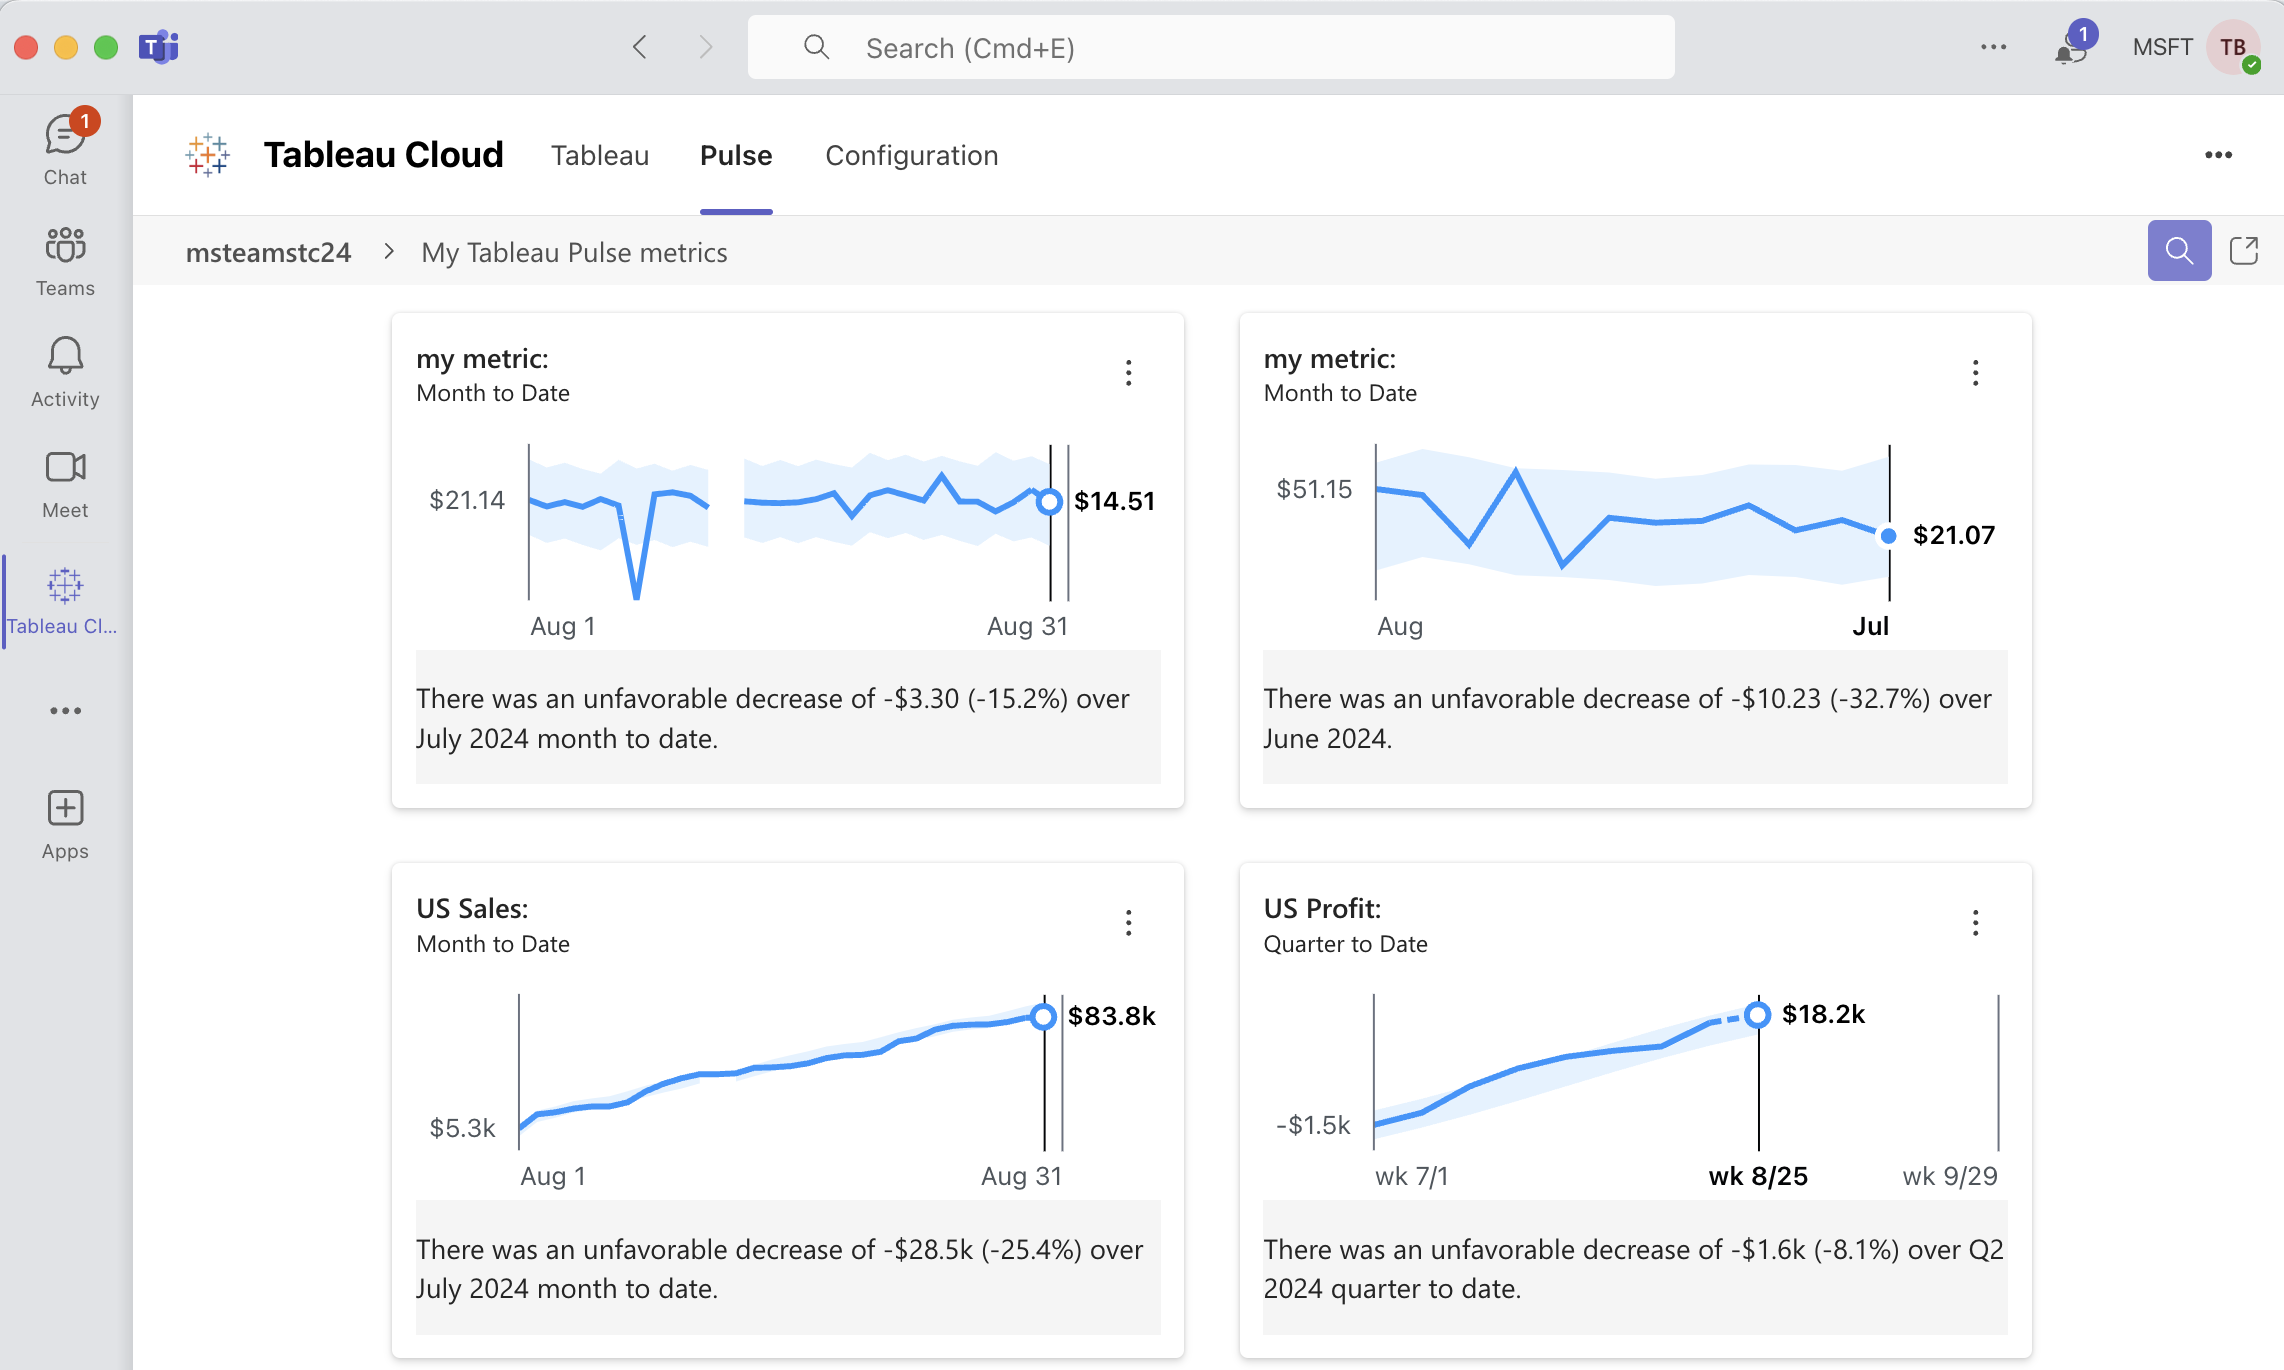 T
Search (Cmd+E)
1
MSFT
TB
1
Chat
Teams
Activity
Meet
Tableau Cl...
Apps
Tableau Cloud
Tableau
Pulse
Configuration
msteamstc24 > My Tableau Pulse metrics
my metric:
Month to Date
$21.14
$14.51
Aug 1
Aug 31
There was an unfavorable decrease of -$3.30 (-15.2%) over
July 2024 month to date.
my metric:
Month to Date
$51.15
$21.07
Aug
Jul
There was an unfavorable decrease of -$10.23 (-32.7%) over
June 2024.
US Sales:
Month to Date
$83.8k
$5.3k
Aug 1
Aug 31
There was an unfavorable decrease of -$28.5k (-25.4%) over
July 2024 month to date.
US Profit:
Quarter to Date
$18.2k
-$1.5k
wk 7/1
wk 8/25
wk 9/29
There was an unfavorable decrease of -$1.6k (-8.1%) over Q2
2024 quarter to date.